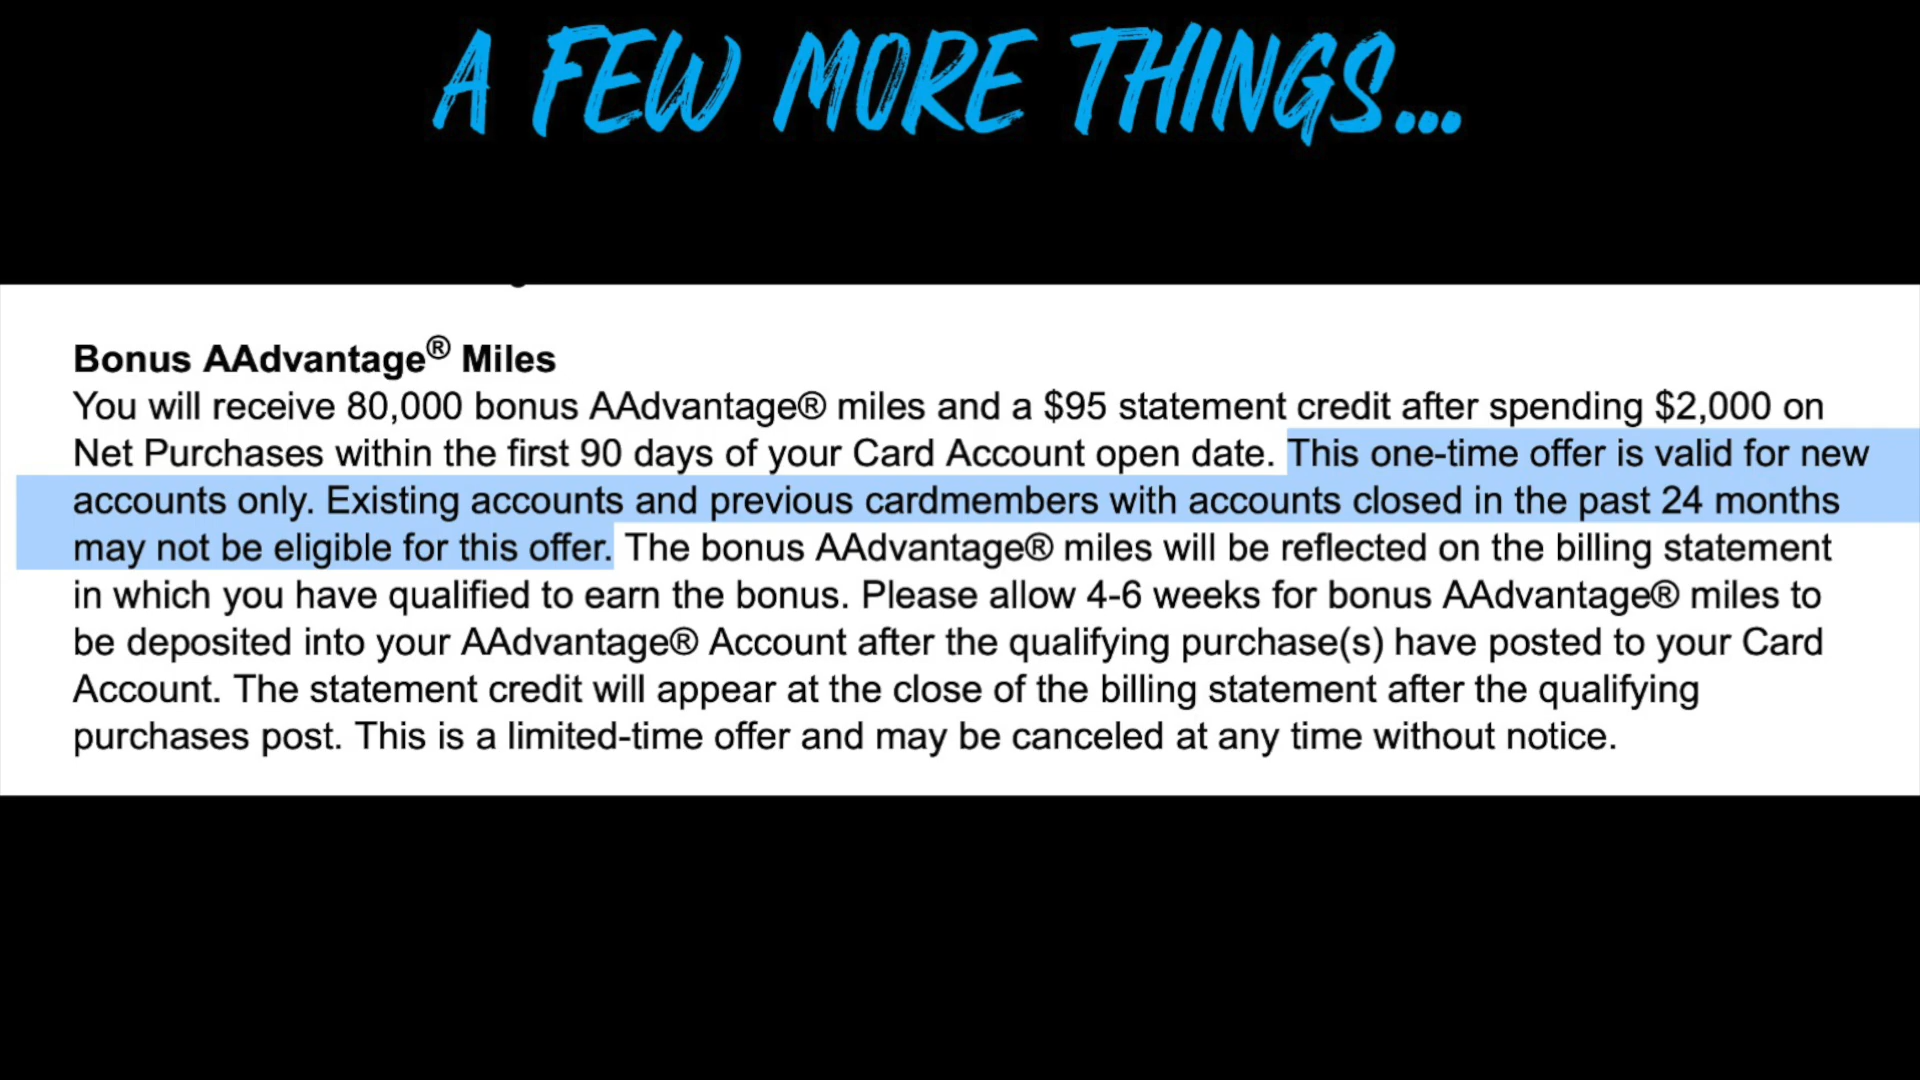 A FEW MORE THINGS...
Bonus AAdvantage® Miles
You will receive 80,000 bonus AAdvantage® miles and a $95 statement credit after spending $2,000 on
Net Purchases within the first 90 days of your Card Account open date. This one-time offer is valid for new
accounts only. Existing accounts and previous cardmembers with accounts closed in the past 24 months
may not be eligible for this offer. The bonus AAdvantage® miles will be reflected on the billing statement
in which you have qualified to earn the bonus. Please allow 4-6 weeks for bonus AAdvantage® miles to
be deposited into your AAdvantage® Account after the qualifying purchase(s) have posted to your Card
Account. The statement credit will appear at the close of the billing statement after the qualifying
purchases post. This is a limited-time offer and may be canceled at any time without notice.